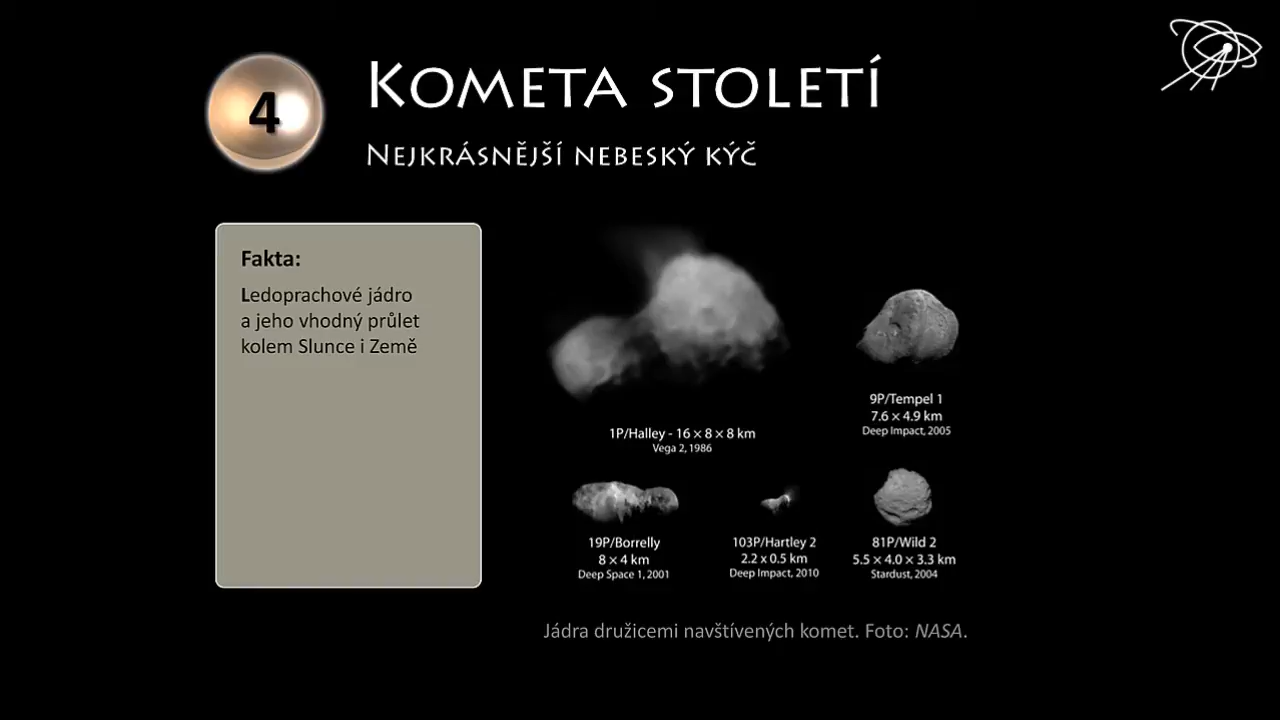 4
Kometa století
Nejkrásnější nebeský kýč
Fakta:
Ledoprachové jádro
a jeho vhodný průlet
kolem Slunce i Země
1P/Halley - 16 × 8 × 8 km
Vega 2, 1986
9P/Tempel 1
7.6 × 4.9 km
Deep Impact, 2005
19P/Borrelly
8 × 4 km
Deep Space 1, 2001
103P/Hartley 2
2.2 x 0.5 km
Deep Impact, 2010
81P/Wild 2
5.5 × 4.0 × 3.3 km
Stardust, 2004
Jádra družicemi navštívených komet. Foto: NASA.